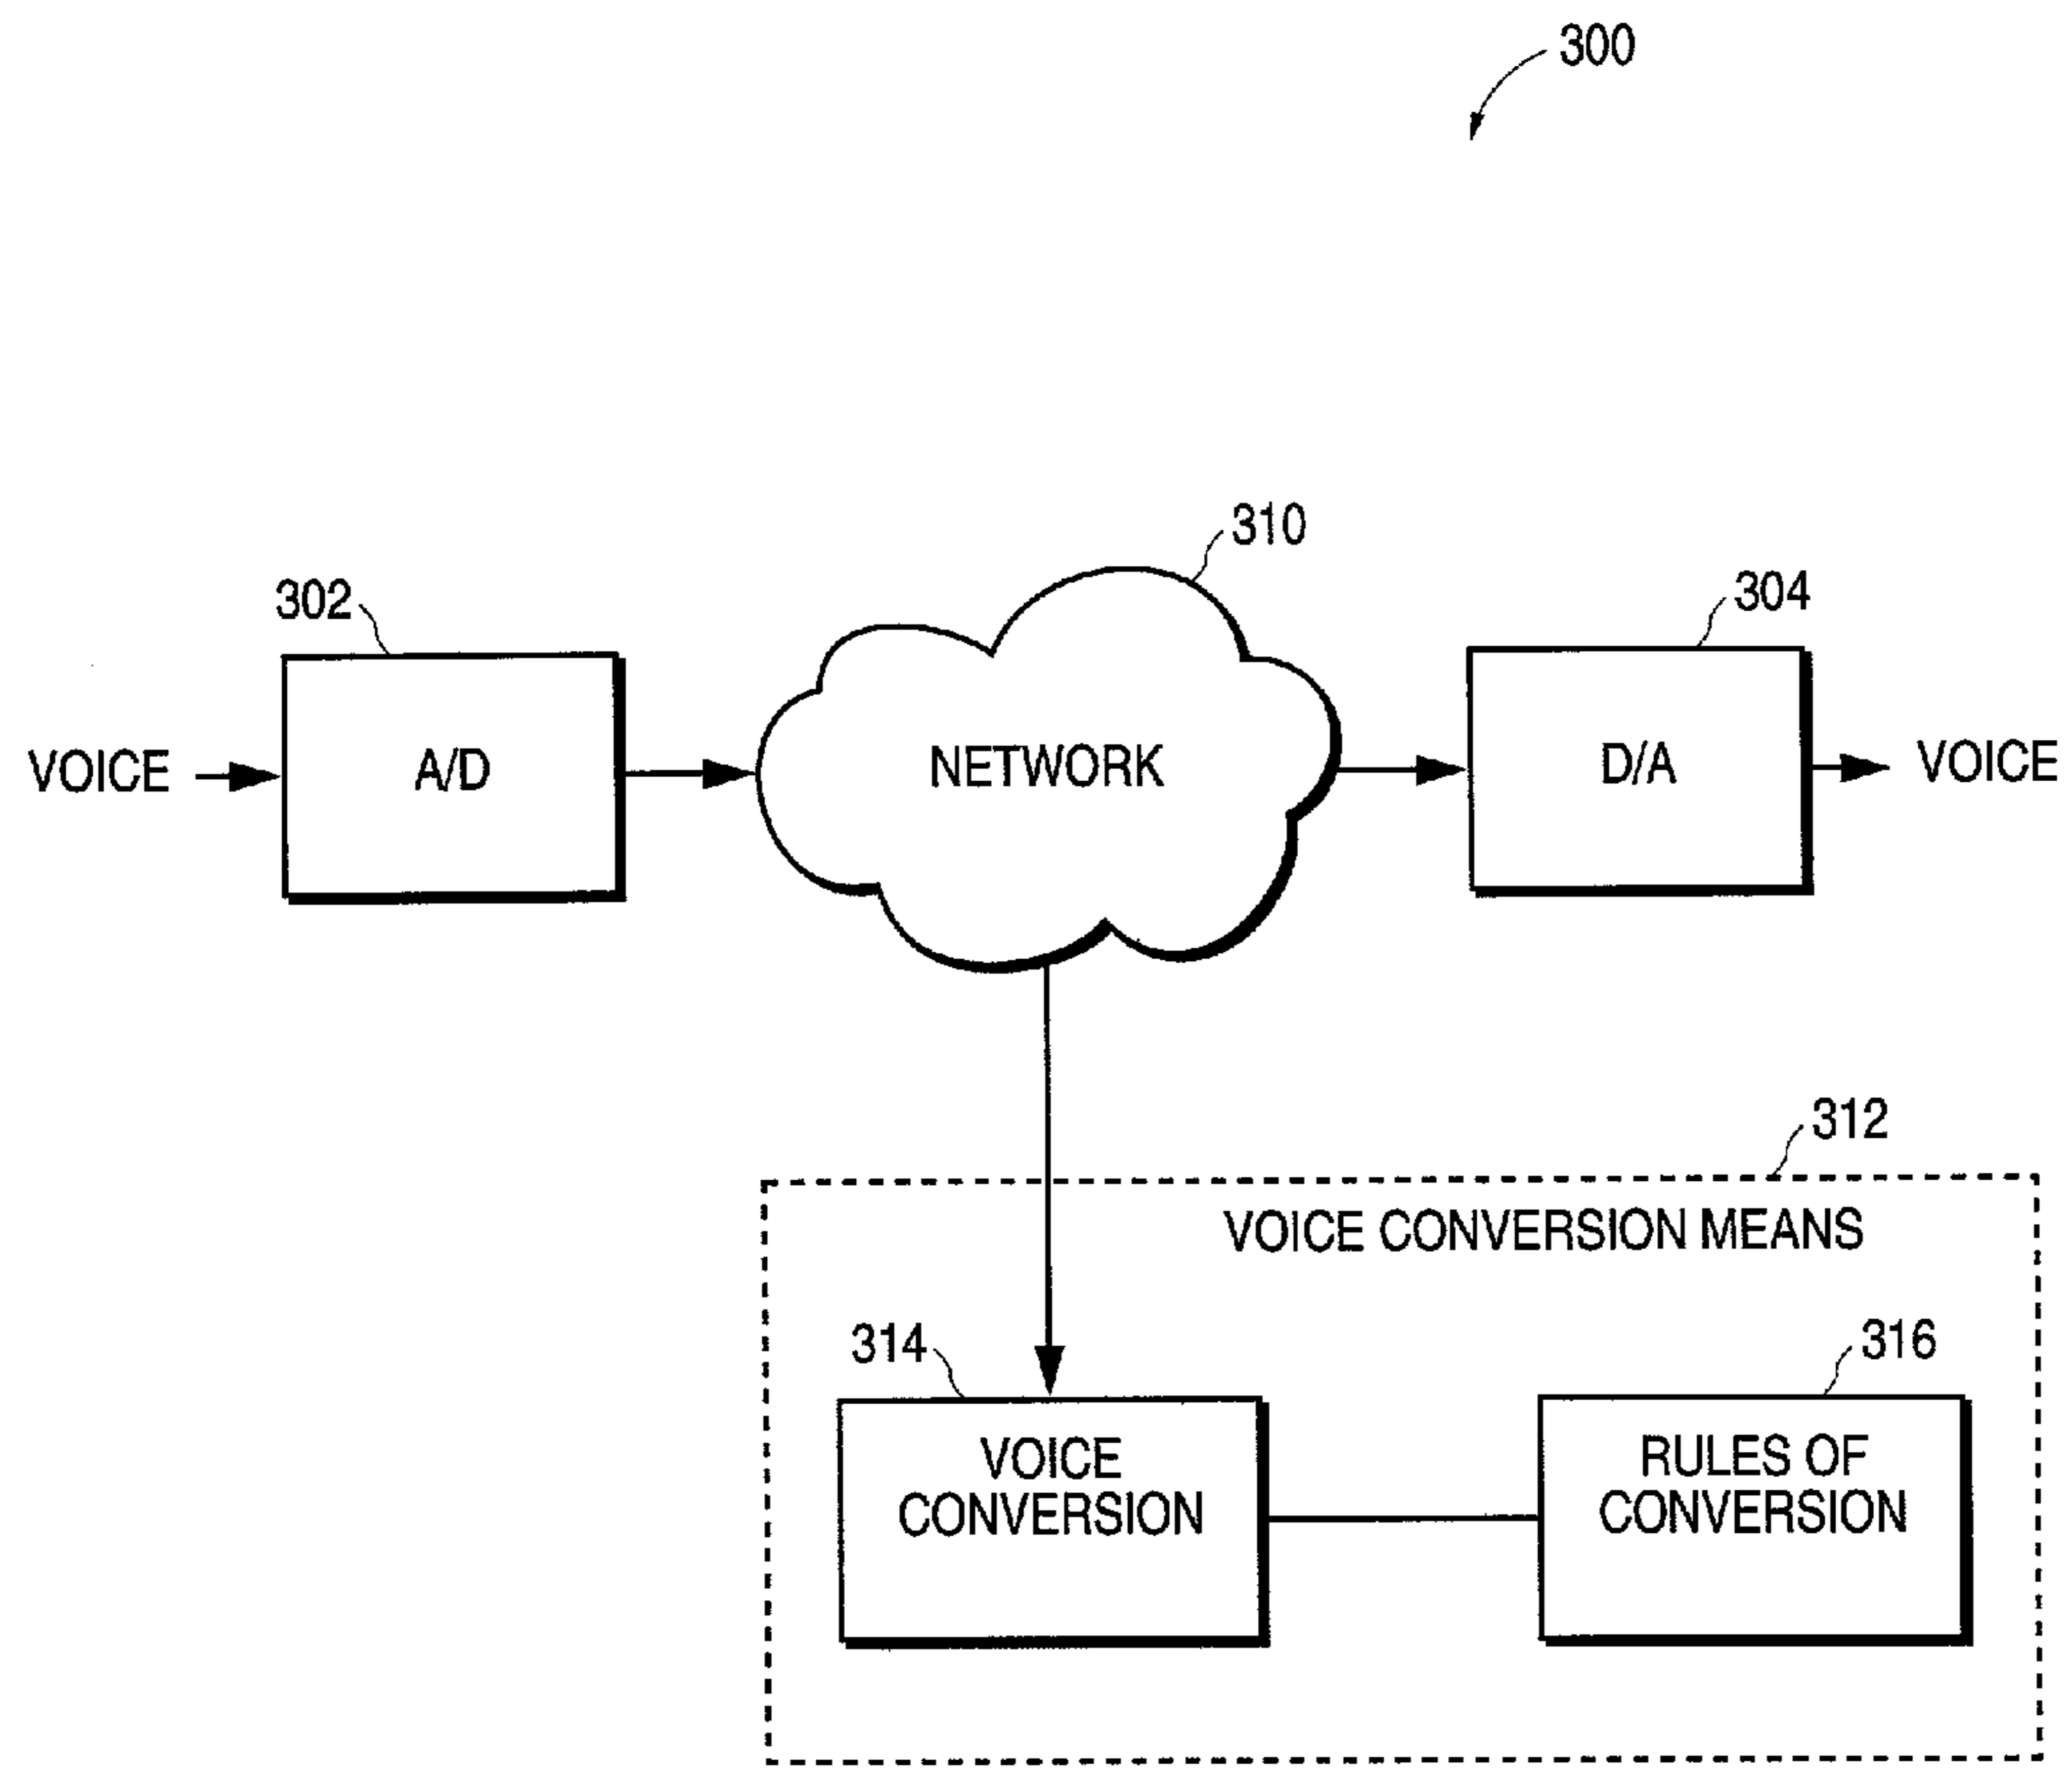 300
310
302
304
VOICE
A/D
NETWORK
D/A
VOICE
312
VOICE CONVERSION MEANS
314
316
VOICE
CONVERSION
RULES OF
CONVERSION